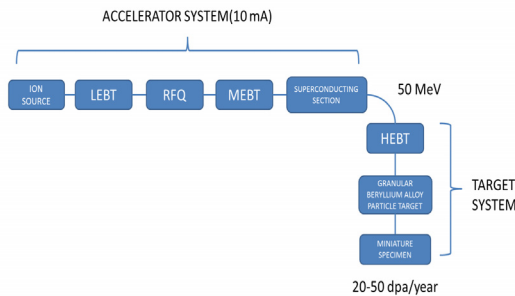 ACCELERATOR SYSTEM(10 mA)
ION
SOURCE
LEBT
RFQ
MEBT
SUPERCONDUCTING
SECTION
50 MeV
HEBT
GRANULAR
BERYLLIUM ALLOY
PARTICLE TARGET
TARGET
SYSTEM
MINIATURE
SPECIMEN
20-50 dpa/year